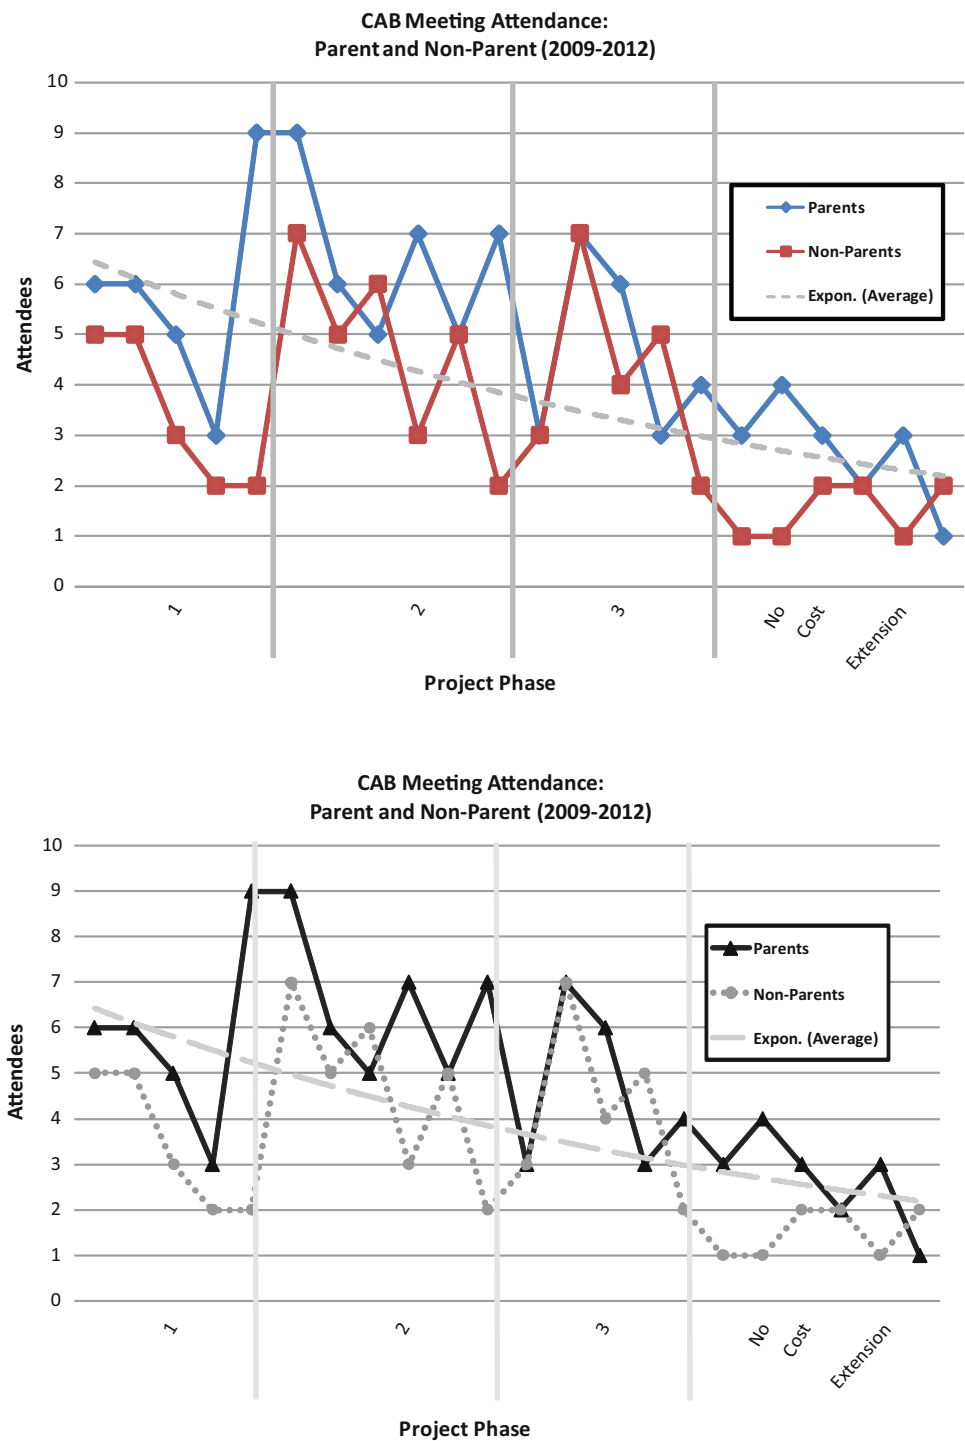 CAB Meeting Attendance:
Parent and Non-Parent (2009-2012)
10
9
8
7
6
5
4
3
2
1
0
Attendees
Parents
Non-Parents
Expon. (Average)
1
2
3
No
Cost
Extension
Project Phase
CAB Meeting Attendance:
Parent and Non-Parent (2009-2012)
10
9
8
7
6
5
4
3
2
1
0
Attendees
Parents
Non-Parents
Expon. (Average)
1
2
3
No
Cost
Extension
Project Phase